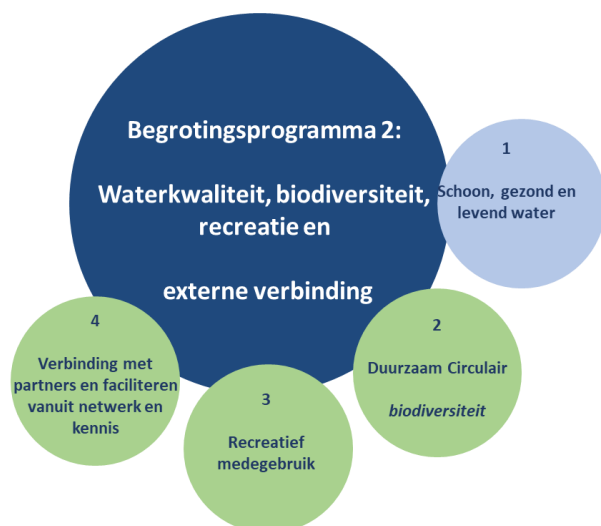 Begrotingsprogramma 2:
Waterkwaliteit, biodiversiteit,
recreatie en
externe verbinding
1
Schoon, gezond en
levend water
2
Duurzaam Circulair
biodiversiteit
3
Recreatief
medegebruik
4
Verbinding met
partners en faciliteren
vanuit netwerk en
kennis